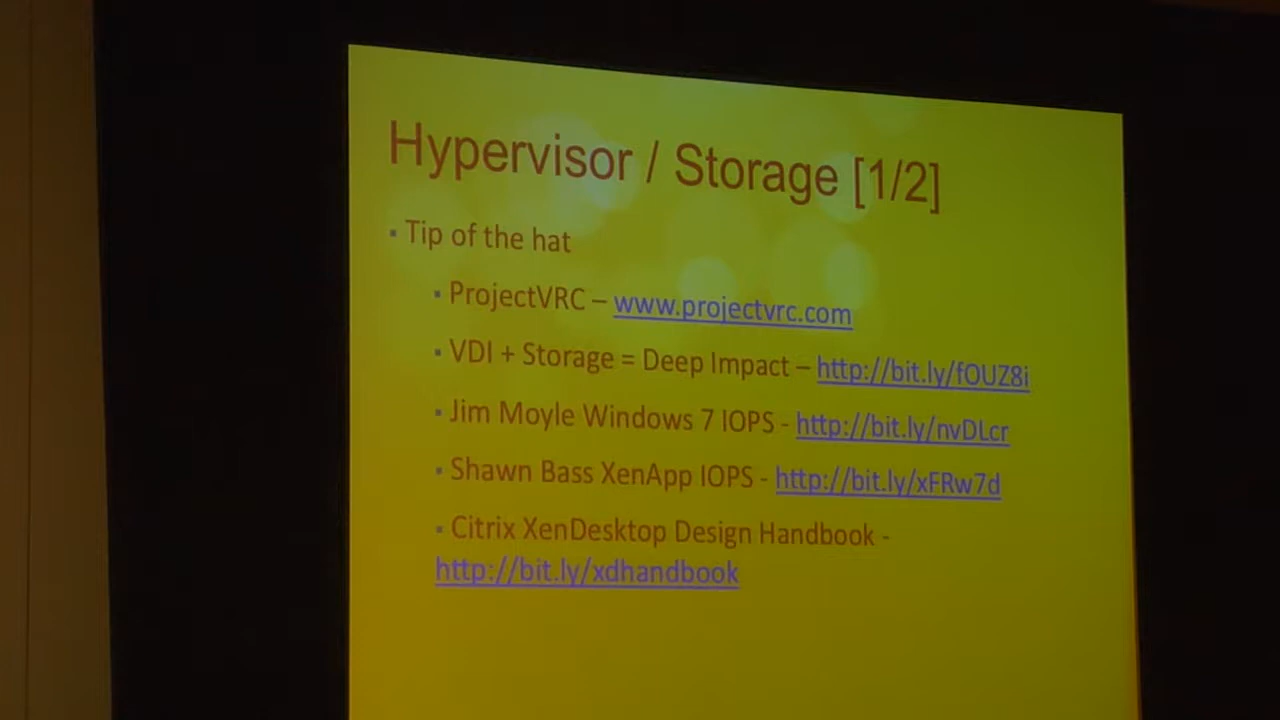 Hypervisor / Storage [1/2]
▪ Tip of the hat
▪ ProjectVRC – www.projectvrc.com
▪ VDI + Storage = Deep Impact – http://bit.ly/fOUZ8i
▪ Jim Moyle Windows 7 IOPS - http://bit.ly/nvDLcr
▪ Shawn Bass XenApp IOPS - http://bit.ly/xFRw7d
▪ Citrix XenDesktop Design Handbook -
http://bit.ly/xdhandbook